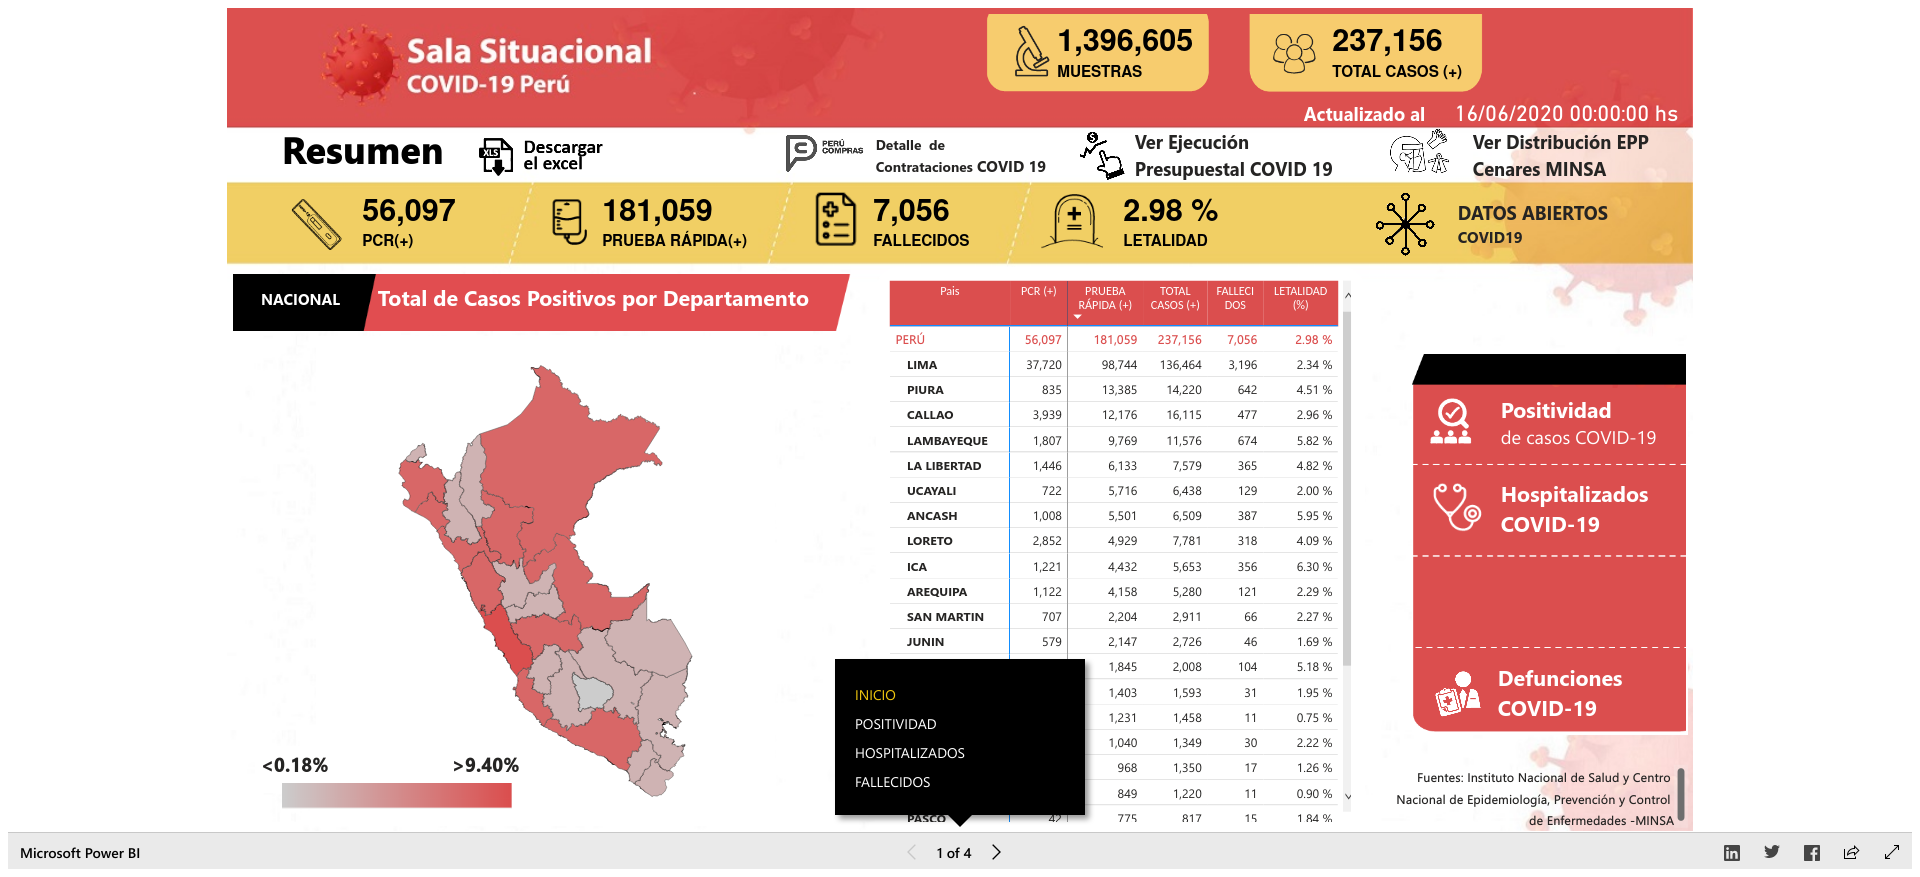 Sala Situacional
COVID-19 Perú
1,396,605
MUESTRAS
237,156
TOTAL CASOS (+)
Actualizado al 16/06/2020 00:00:00 hs
Resumen
XLS
Descargar
el excel
PERÚ
COMPRAS
Detalle de
Contrataciones COVID 19
Ver Ejecución
Presupuestal COVID 19
Ver Distribución EPP
Cenares MINSA
56,097
PCR(+)
181,059
PRUEBA RÁPIDA(+)
7,056
FALLECIDOS
2.98 %
LETALIDAD
DATOS ABIERTOS
COVID19
NACIONAL
Total de Casos Positivos por Departamento
<0.18% >9.40%
Pais PCR (+) PRUEBA RÁPIDA (+) TOTAL CASOS (+) FALLECI DOS LETALIDAD (%)
PERÚ 56,097 181,059 237,156 7,056 2.98 %
LIMA 37,720 98,744 136,464 3,196 2.34 %
PIURA 835 13,385 14,220 642 4.51 %
CALLAO 3,939 12,176 16,115 477 2.96 %
LAMBAYEQUE 1,807 9,769 11,576 674 5.82 %
LA LIBERTAD 1,446 6,133 7,579 365 4.82 %
UCAYALI 722 5,716 6,438 129 2.00 %
ANCASH 1,008 5,501 6,509 387 5.95 %
LORETO 2,852 4,929 7,781 318 4.09 %
ICA 1,221 4,432 5,653 356 6.30 %
AREQUIPA 1,122 4,158 5,280 121 2.29 %
SAN MARTIN 707 2,204 2,911 66 2.27 %
JUNIN 579 2,147 2,726 46 1.69 %
1,845 2,008 104 5.18 %
1,403 1,593 31 1.95 %
1,231 1,458 11 0.75 %
1,040 1,349 30 2.22 %
968 1,350 17 1.26 %
849 1,220 11 0.90 %
PASCO 42 775 817 15 1.84 %
INICIO
POSITIVIDAD
HOSPITALIZADOS
FALLECIDOS
Positividad
de casos COVID-19
Hospitalizados
COVID-19
Defunciones
COVID-19
Fuentes: Instituto Nacional de Salud y Centro
Nacional de Epidemiología, Prevención y Control
de Enfermedades -MINSA
Microsoft Power BI
1 of 4